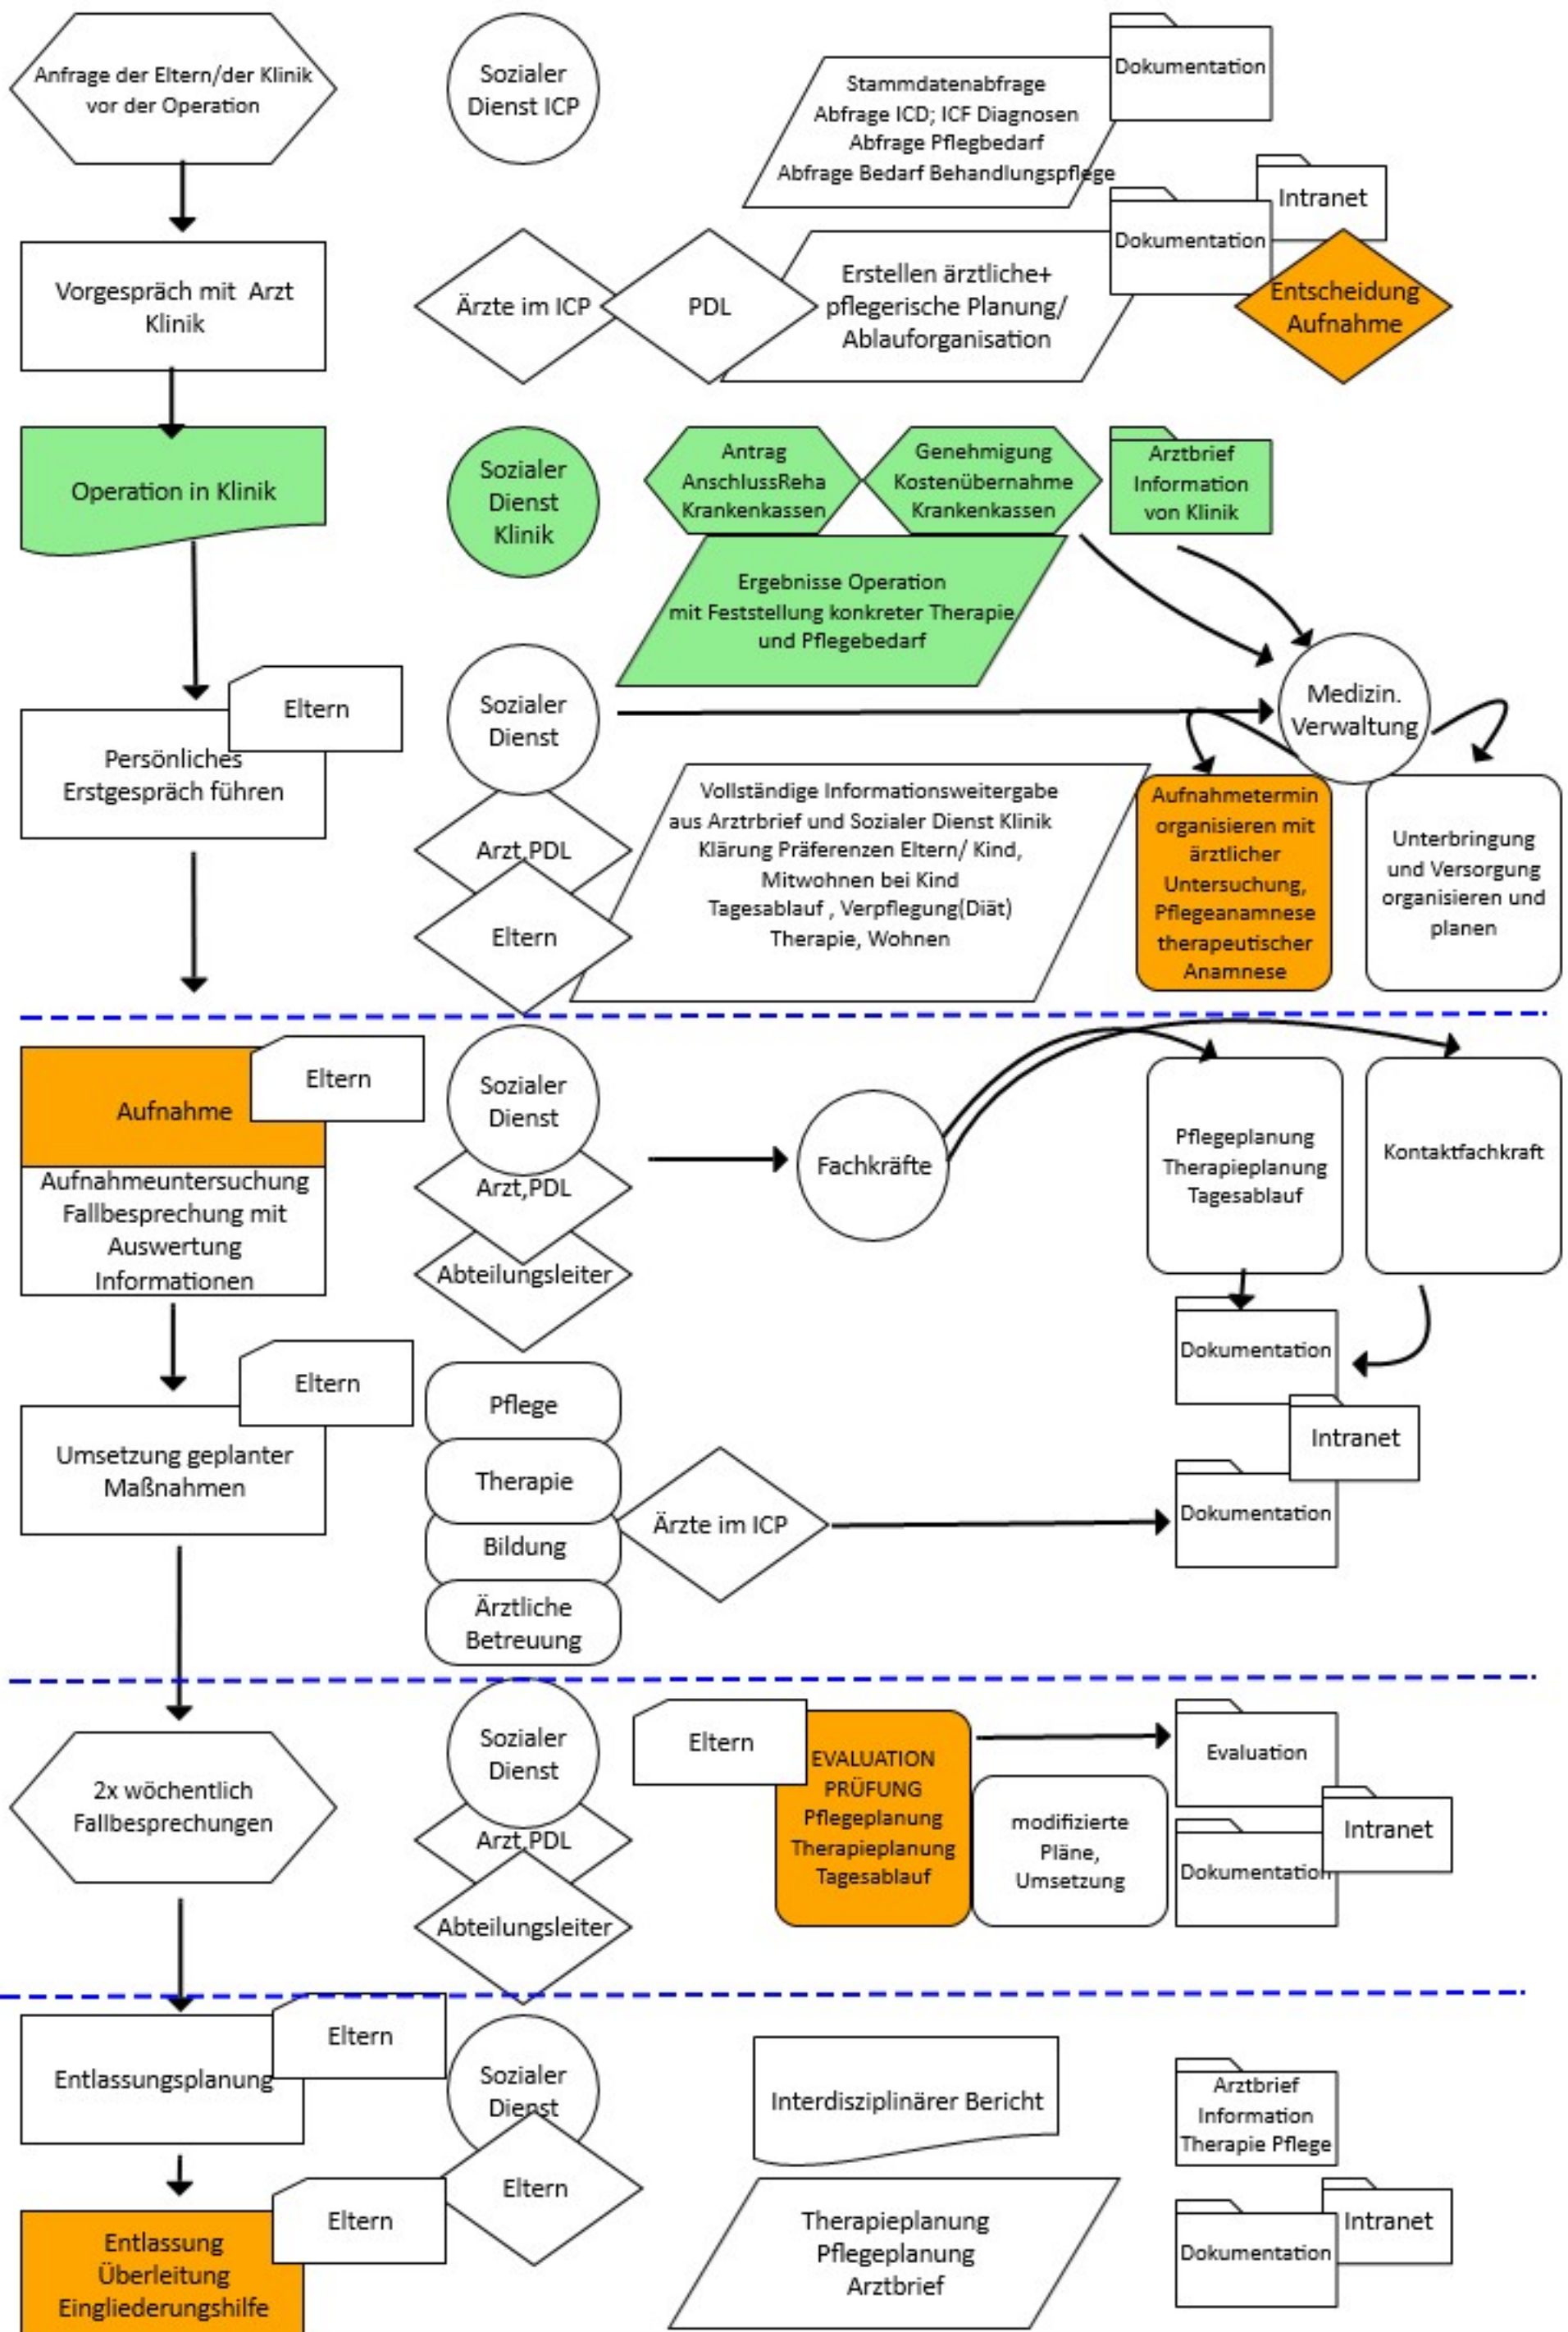 Anfrage der Eltern/der Klinik
vor der Operation
Sozialer
Dienst ICP
Stammdatenabfrage
Abfrage ICD; ICF Diagnosen
Abfrage Pflegbedarf
Abfrage Bedarf Behandlungspflege
Dokumentation
Vorgespräch mit Arzt
Klinik
Ärzte im ICP
PDL
Erstellen ärztliche+
pflegerische Planung/
Ablauforganisation
Dokumentation
Intranet
Entscheidung
Aufnahme
Operation in Klinik
Sozialer
Dienst
Klinik
Antrag
AnschlussReha
Krankenkassen
Genehmigung
Kostenübernahme
Krankenkassen
Arztbrief
Information
von Klinik
Ergebnisse Operation
mit Feststellung konkreter Therapie
und Pflegebedarf
Eltern
Persönliches
Erstgespräch führen
Sozialer
Dienst
Arzt,PDL
Eltern
Medizin.
Verwaltung
Vollständige Informationsweitergabe
aus Arztrbrief und Sozialer Dienst Klinik
Klärung Präferenzen Eltern/ Kind,
Mitwohnen bei Kind
Tagesablauf , Verpflegung(Diät)
Therapie, Wohnen
Aufnahmetermin
organisieren mit
ärztlicher
Untersuchung,
Pflegeanamnese
therapeutischer
Anamnese
Unterbringung
und Versorgung
organisieren und
planen
Eltern
Aufnahme
Aufnahmeuntersuchung
Fallbesprechung mit
Auswertung
Informationen
Sozialer
Dienst
Arzt,PDL
Abteilungsleiter
Fachkräfte
Pflegeplanung
Therapieplanung
Tagesablauf
Kontaktfachkraft
Dokumentation
Intranet
Dokumentation
Eltern
Umsetzung geplanter
Maßnahmen
Pflege
Therapie
Bildung
Ärztliche
Betreuung
Ärzte im ICP
2x wöchentlich
Fallbesprechungen
Sozialer
Dienst
Arzt,PDL
Abteilungsleiter
Eltern
EVALUATION
PRÜFUNG
Pflegeplanung
Therapieplanung
Tagesablauf
modifizierte
Pläne,
Umsetzung
Evaluation
Intranet
Dokumentation
Eltern
Entlassungsplanung
Sozialer
Dienst
Eltern
Interdisziplinärer Bericht
Arztbrief
Information
Therapie Pflege
Eltern
Entlassung
Überleitung
Eingliederungshilfe
Therapieplanung
Pflegeplanung
Arztbrief
Intranet
Dokumentation